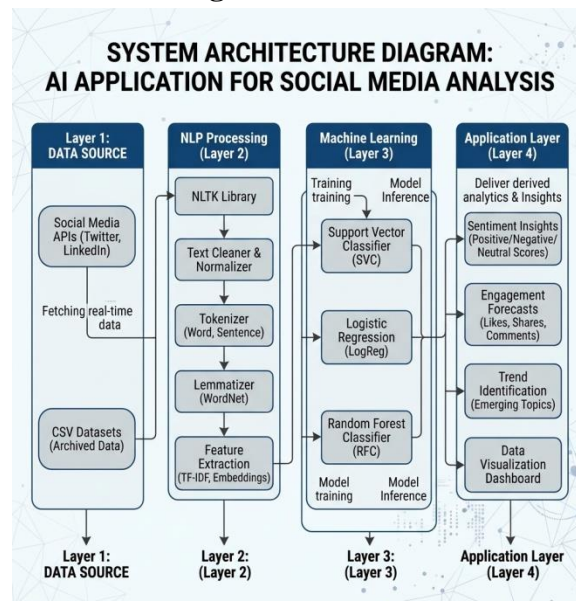 SYSTEM ARCHITECTURE DIAGRAM:
AI APPLICATION FOR SOCIAL MEDIA ANALYSIS
Layer 1:
DATA SOURCE
Social Media
APIs (Twitter,
LinkedIn)
Fetching real-time
data
CSV Datasets
(Archived Data)
Layer 1:
DATA SOURCE
NLP Processing
(Layer 2)
NLTK Library
Text Cleaner &
Normalizer
Tokenizer
(Word, Sentence)
Lemmatizer
(WordNet)
Feature
Extraction
(TF-IDF, Embeddings)
Layer 2:
(Layer 2)
Machine Learning
(Layer 3)
Training
training
Model
Inference
Support Vector
Classifier
(SVC)
Logistic
Regression
(LogReg)
Random Forest
Classifier
(RFC)
Model
training
Model
Inference
Layer 3:
(Layer 3)
Application Layer
(Layer 4)
Deliver derived
analytics & Insights
Sentiment Insights
(Positive/Negative/
Neutral Scores)
Engagement
Forecasts
(Likes, Shares,
Comments)
Trend
Identification
(Emerging Topics)
Data
Visualization
Dashboard
Application Layer
(Layer 4)